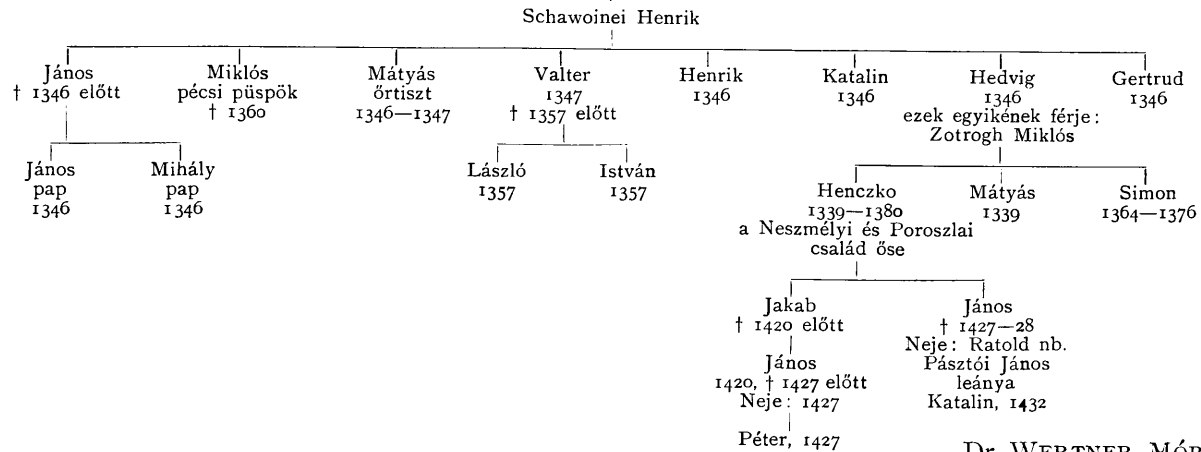 Schawoinei Henrik
János
† 1346 előtt
Miklós
pécsi püspök
† 1360
Mátyás
őrtiszt
1346—1347
Valter
1347
† 1357 előtt
Henrik
1346
Katalin
1346
Hedvig
1346
ezek egyikének férje:
Zotrogh Miklós
Gertrud
1346
János
pap
1346
Mihály
pap
1346
László
1357
István
1357
Henczko
1339—1380
a Neszmélyi és Poroszlai
család őse
Mátyás
1339
Simon
1364—1376
Jakab
† 1420 előtt
János
1420, † 1427 előtt
Neje: 1427
Péter, 1427
János
† 1427—28
Neje: Ratold nb.
Pásztói János
leánya
Katalin, 1432
Dr. WERTNER MÓR